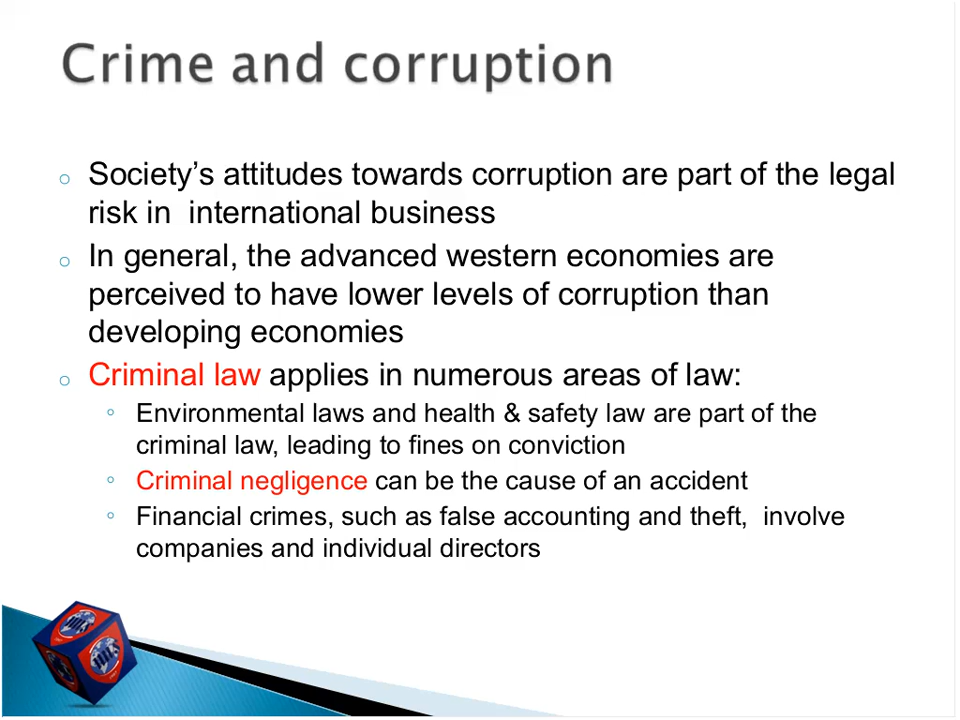 Crime and corruption
Society’s attitudes towards corruption are part of the legal
risk in  international business
In general, the advanced western economies are
perceived to have lower levels of corruption than
developing economies
Criminal law applies in numerous areas of law:
Environmental laws and health & safety law are part of the
criminal law, leading to fines on conviction
Criminal negligence can be the cause of an accident
Financial crimes, such as false accounting and theft,  involve
companies and individual directors